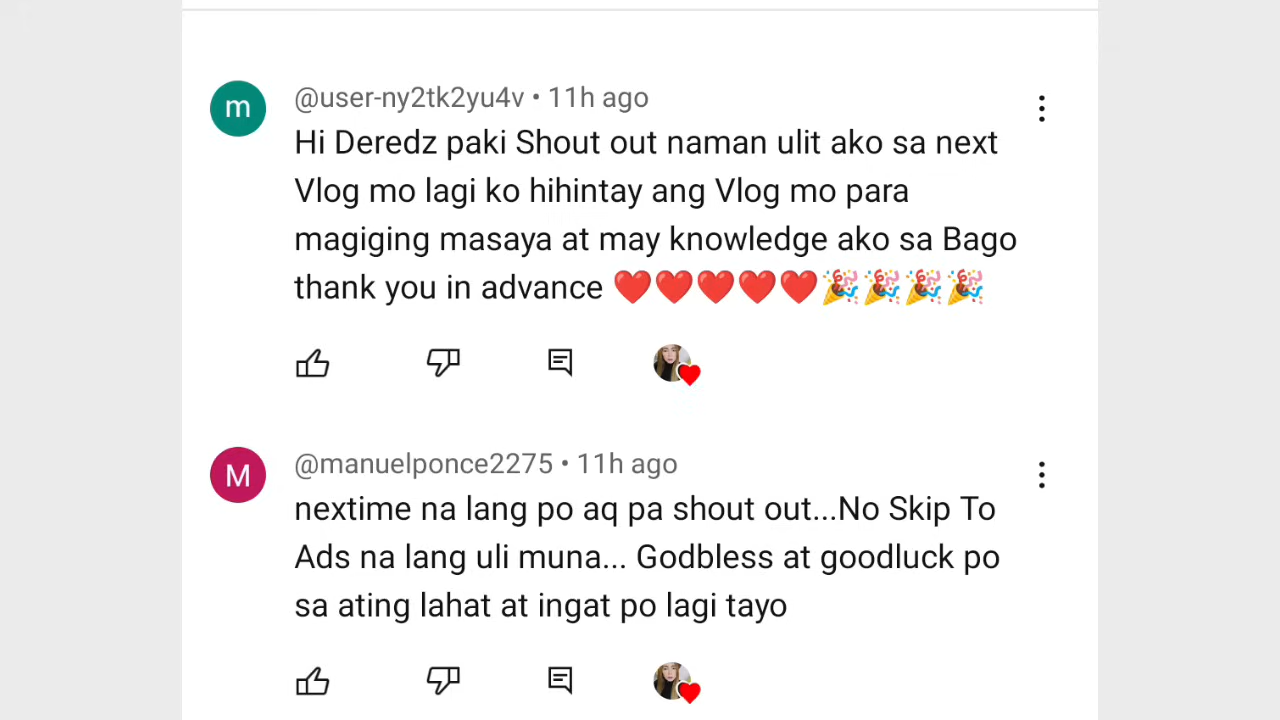 m
@user-ny2tk2yu4v • 11h ago
Hi Deredz paki Shout out naman ulit ako sa next
Vlog mo lagi ko hihintay ang Vlog mo para
magiging masaya at may knowledge ako sa Bago
thank you in advance ❤️❤️❤️❤️❤️🎉🎉🎉🎉
M
@manuelponce2275 • 11h ago
nextime na lang po aq pa shout out...No Skip To
Ads na lang uli muna... Godbless at goodluck po
sa ating lahat at ingat po lagi tayo